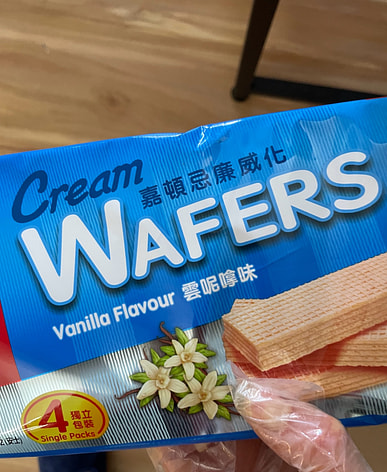 Cream
嘉頓忌廉威化
WAFERS
Vanilla Flavour 雲呢嗱味
4 獨立
包裝
Single Packs